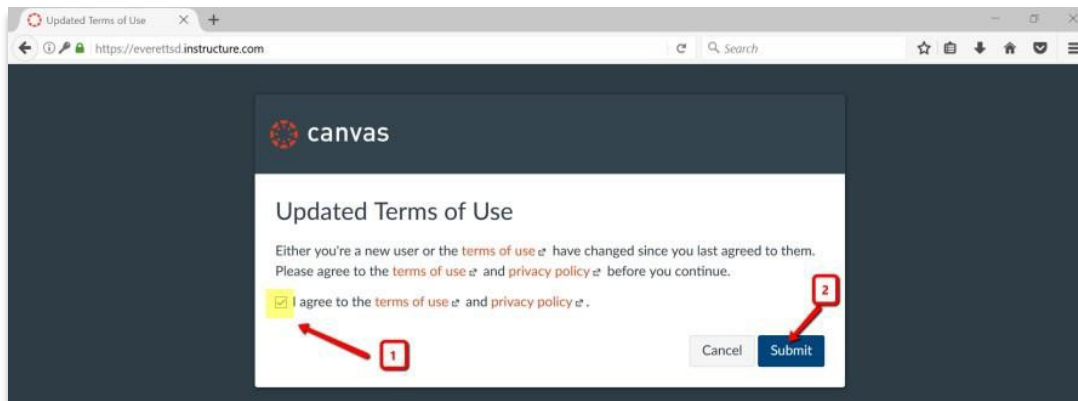 Updated Terms of Use
https://everettsd.instructure.com
Search
canvas
Updated Terms of Use
Either you're a new user or the terms of use have changed since you last agreed to them.
Please agree to the terms of use and privacy policy before you continue.
I agree to the terms of use and privacy policy .
2
1
Cancel Submit